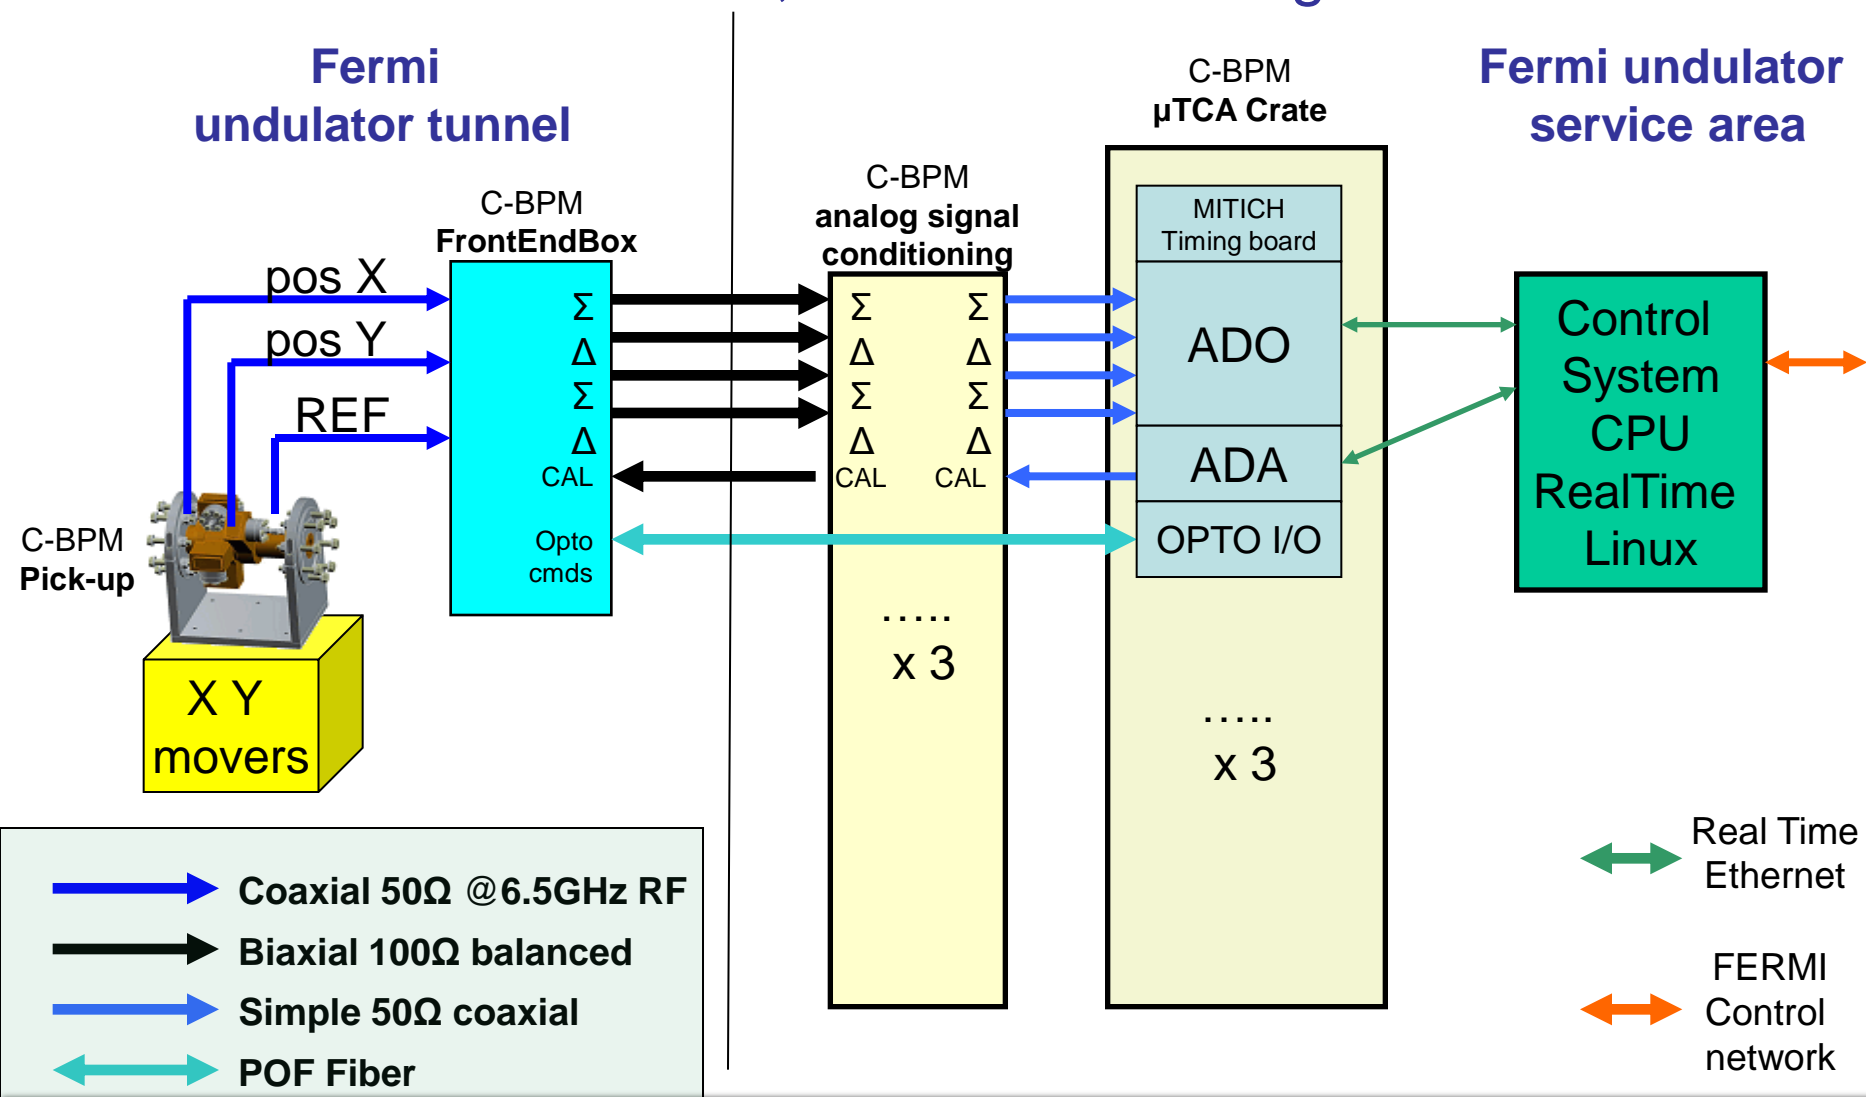 Fermi
undulator tunnel
C-BPM
µTCA Crate
Fermi undulator
service area
C-BPM
FrontEndBox
C-BPM
analog signal
conditioning
MITICH
Timing board
pos X
pos Y
REF
Σ
Δ
Σ
Δ
CAL
Opto
cmds
Σ
Δ
Σ
Δ
CAL
Σ
Δ
Σ
Δ
CAL
.....
x 3
ADO
ADA
OPTO I/O
.....
x 3
Control
System
CPU
RealTime
Linux
C-BPM
Pick-up
X Y
movers
Coaxial 50Ω @6.5GHz RF
Biaxial 100Ω balanced
Simple 50Ω coaxial
POF Fiber
Real Time
Ethernet
FERMI
Control
network